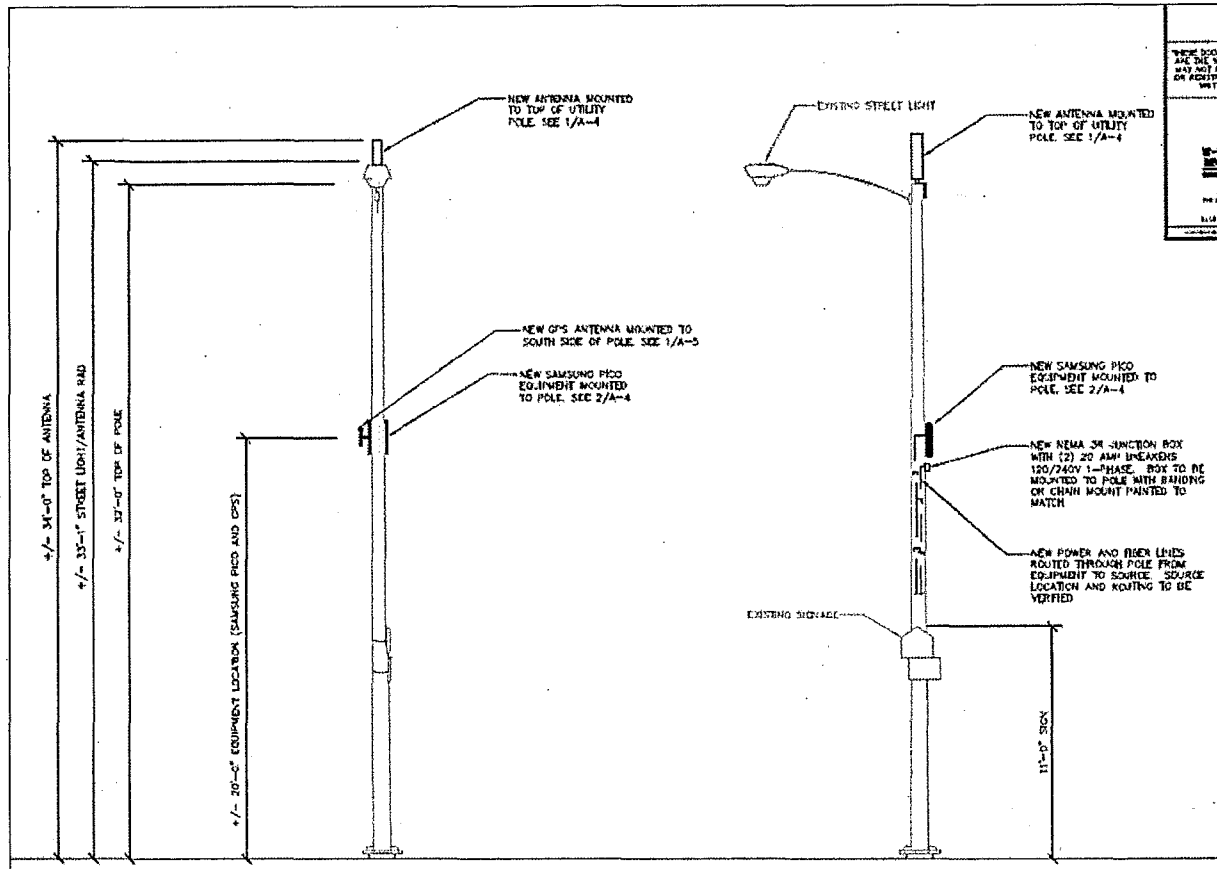 NEW ANTENNA MOUNTED
TO TOP OF UTILITY
POLE. SEE 1/A-4
EXISTING STREET LIGHT
NEW ANTENNA MOUNTED
TO TOP OF UTILITY
POLE. SEE 1/A-4
NEW GPS ANTENNA MOUNTED TO
SOUTH SIDE OF POLE. SEE 1/A-5
NEW SAMSUNG PICO
EQUIPMENT MOUNTED
TO POLE. SEE 2/A-4
NEW SAMSUNG PICO
EQUIPMENT MOUNTED TO
POLE. SEE 2/A-4
NEW NEMA 3R JUNCTION BOX
WITH (2) 20 AMP BREAKERS
120/240V 1-PHASE. BOX TO BE
MOUNTED TO POLE WITH BANDING
OR CHAIN MOUNT PAINTED TO
MATCH
NEW POWER AND FIBER LINES
ROUTED THROUGH POLE FROM
EQUIPMENT TO SOURCE. SOURCE
LOCATION AND ROUTING TO BE
VERIFIED
EXISTING SIGNAGE
+/- 34'-0" TOP OF ANTENNA
+/- 33'-1" STREET LIGHT/ANTENNA RAD
+/- 32'-0" TOP OF POLE
+/- 20'-0" EQUIPMENT LOCATION (SAMSUNG PICO AND GPS)
11'-0" SIGN
ARE THE
MAY NOT